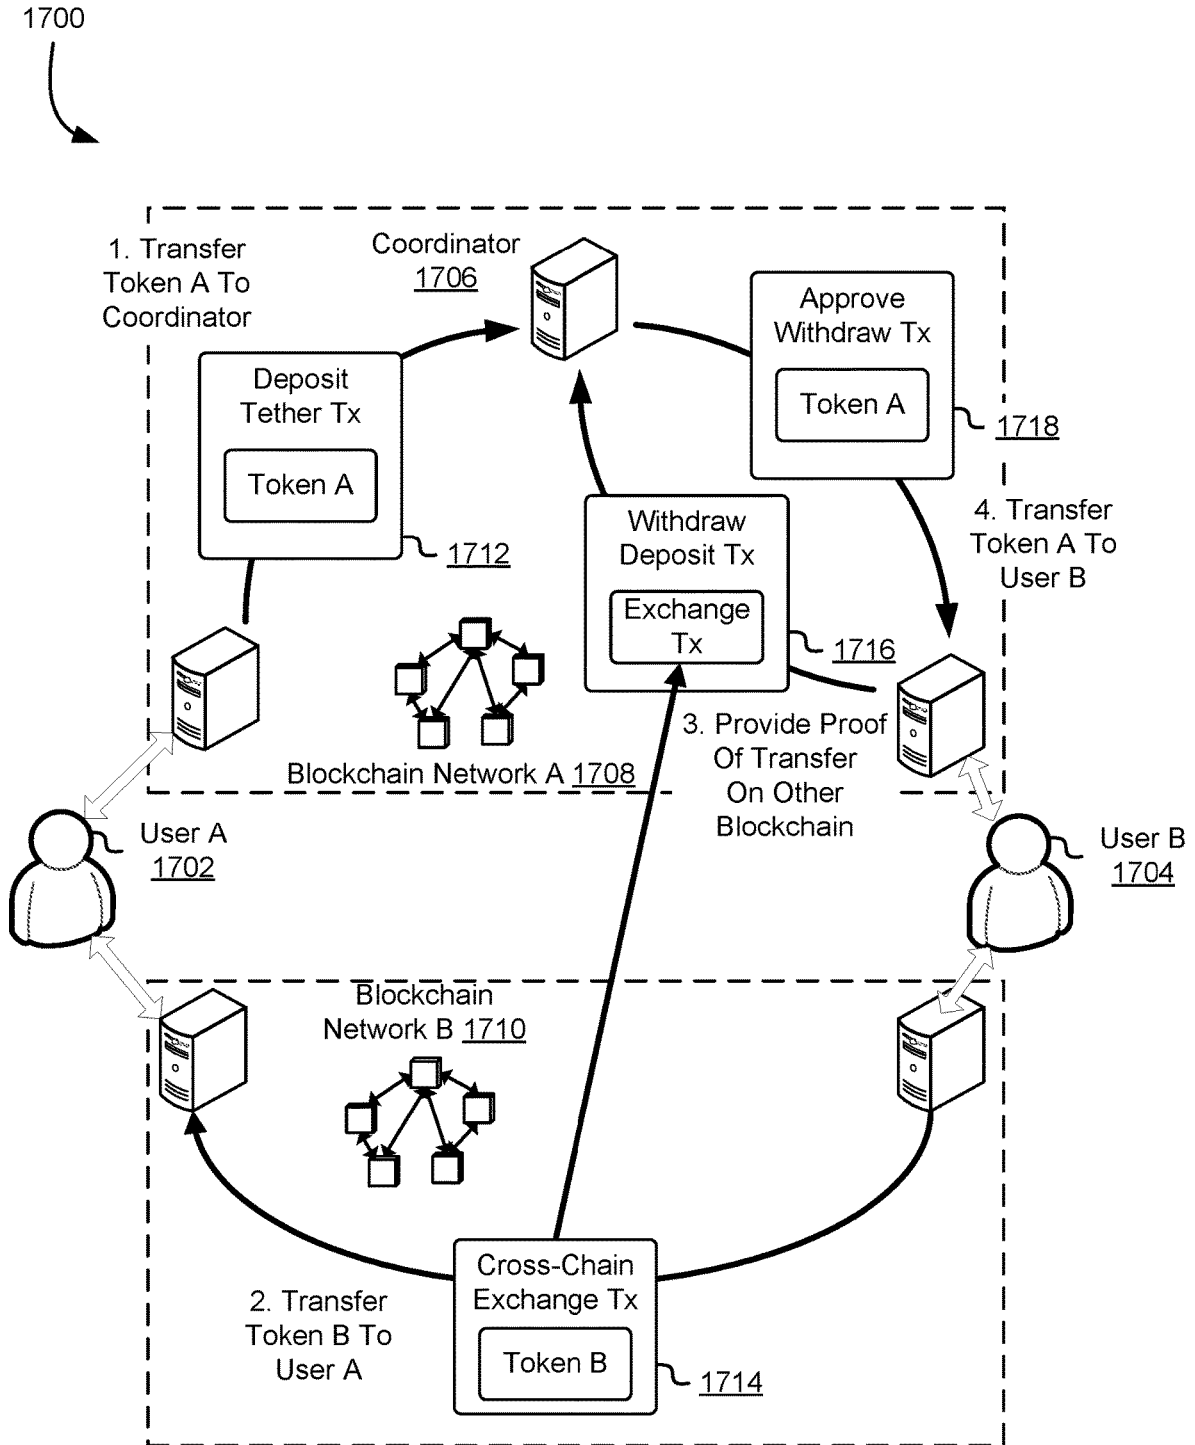 1700
1. Transfer
Token A To
Coordinator
Coordinator
1706
Approve
Withdraw Tx
Token A
1718
Deposit
Tether Tx
Token A
1712
Withdraw
Deposit Tx
Exchange
Tx
1716
4. Transfer
Token A To
User B
3. Provide Proof
Of Transfer
On Other
Blockchain
Blockchain Network A 1708
User A
1702
User B
1704
Blockchain
Network B 1710
Cross-Chain
Exchange Tx
Token B
1714
2. Transfer
Token B To
User A